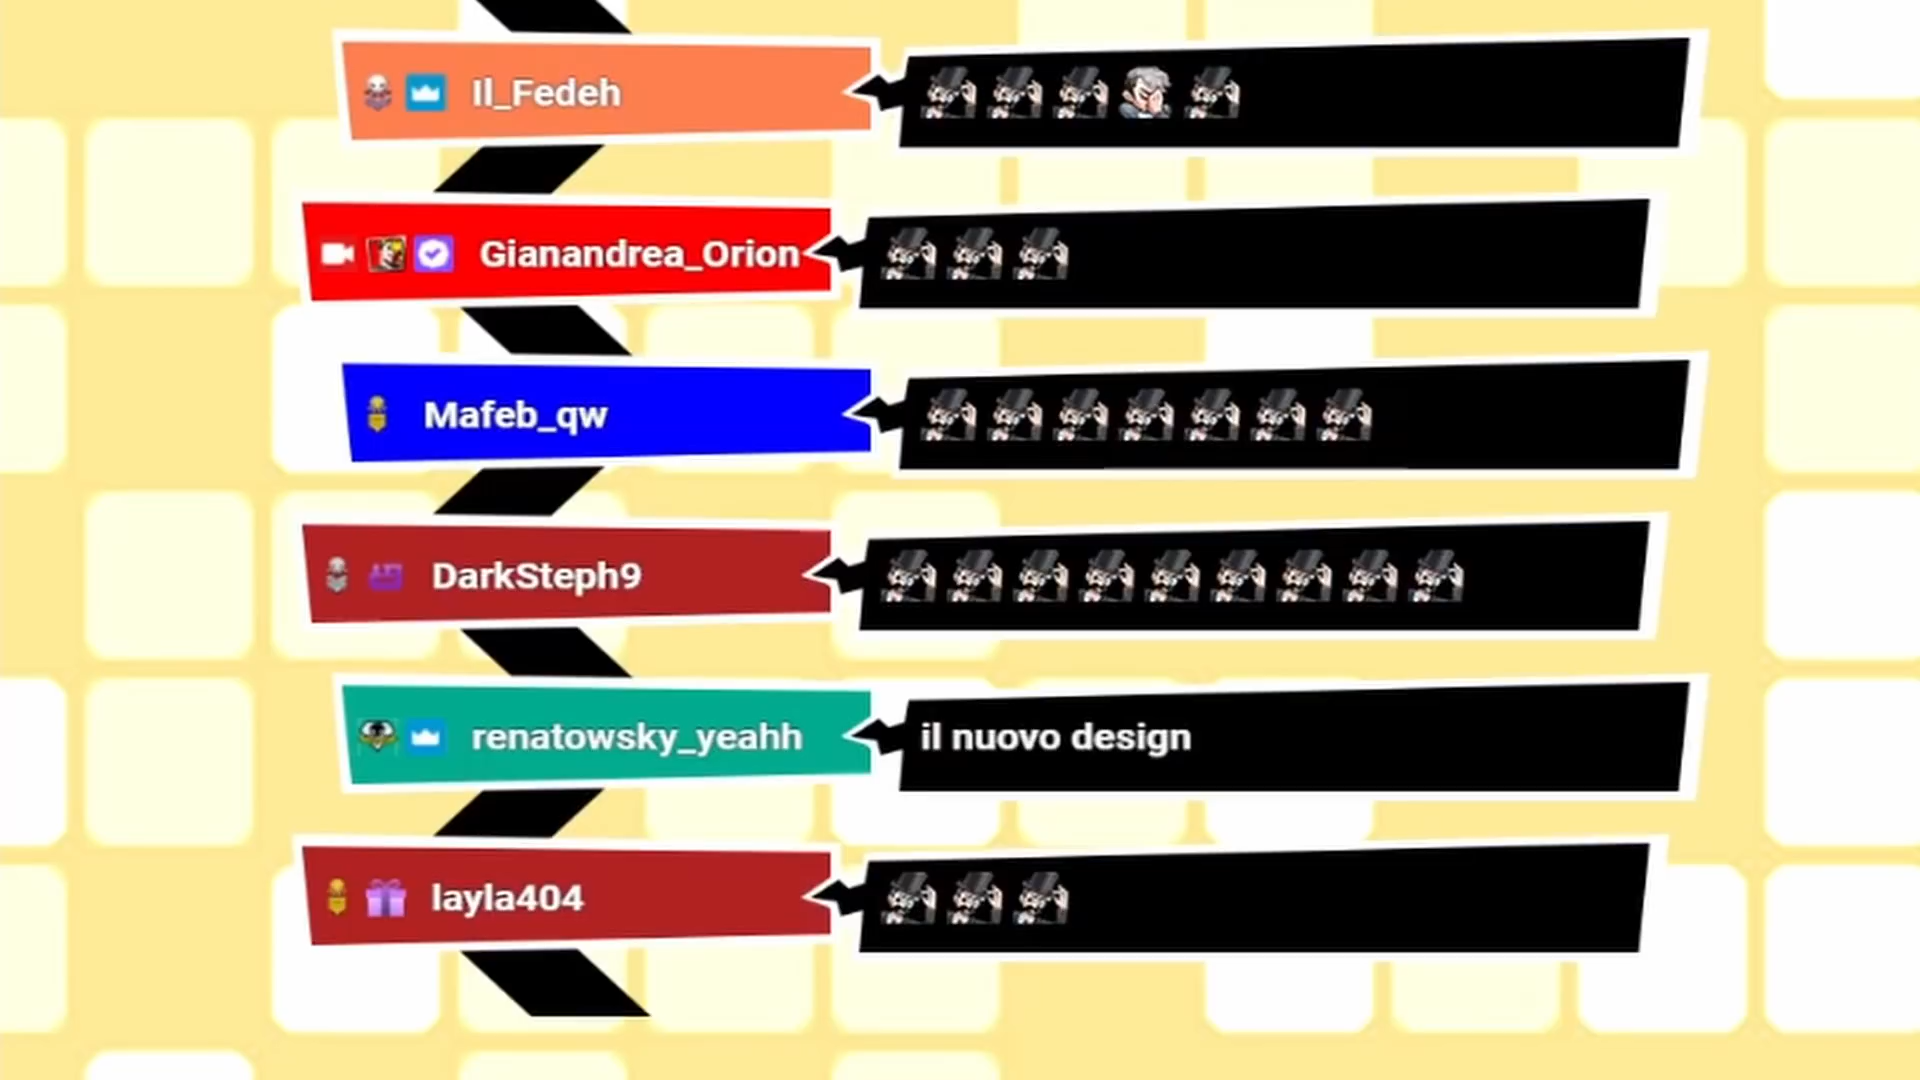 Il_Fedeh
Gianandrea_Orion
Mafeb_qw
DarkSteph9
renatowsky_yeahh
il nuovo design
layla404